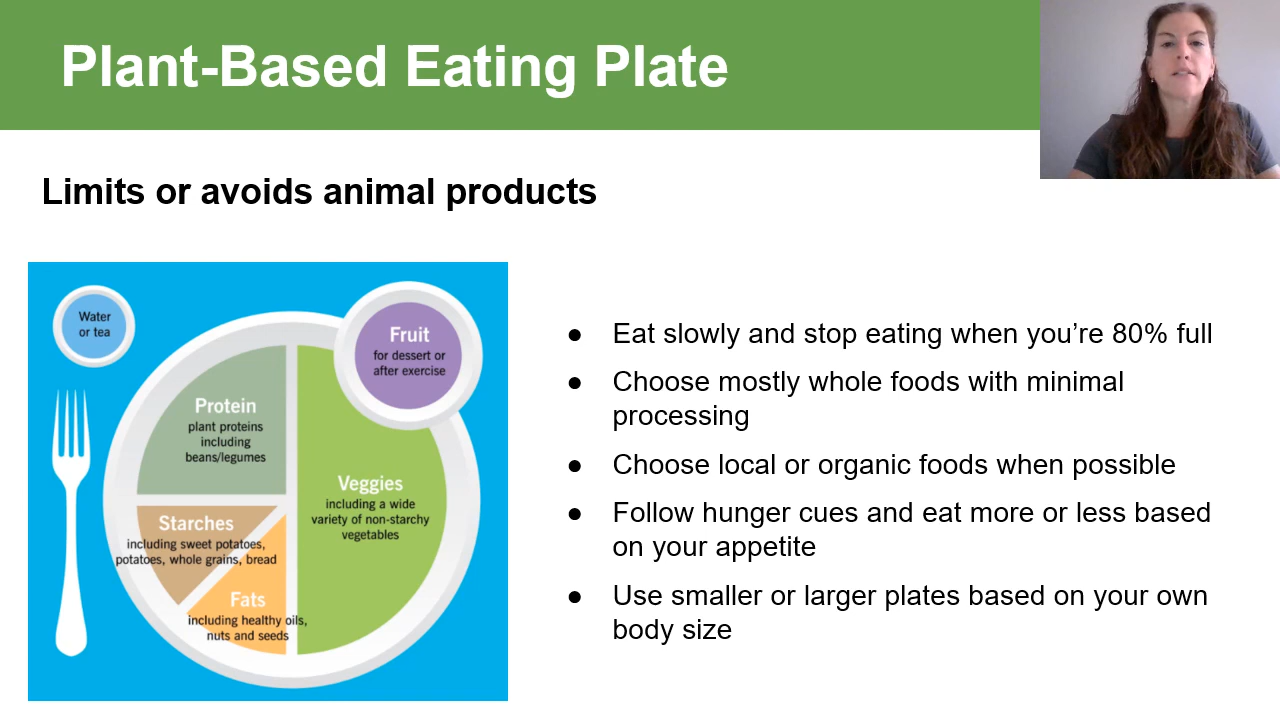 Plant-Based Eating Plate
Limits or avoids animal products
Water
or tea
Fruit
for dessert or
after exercise
Protein
plant proteins
including
beans/legumes
Veggies
including a wide
variety of non-starchy
vegetables
Starches
including sweet potatoes,
potatoes, whole grains, bread
Fats
including healthy oils,
nuts and seeds
● Eat slowly and stop eating when you’re 80% full
● Choose mostly whole foods with minimal
processing
● Choose local or organic foods when possible
● Follow hunger cues and eat more or less based
on your appetite
● Use smaller or larger plates based on your own
body size